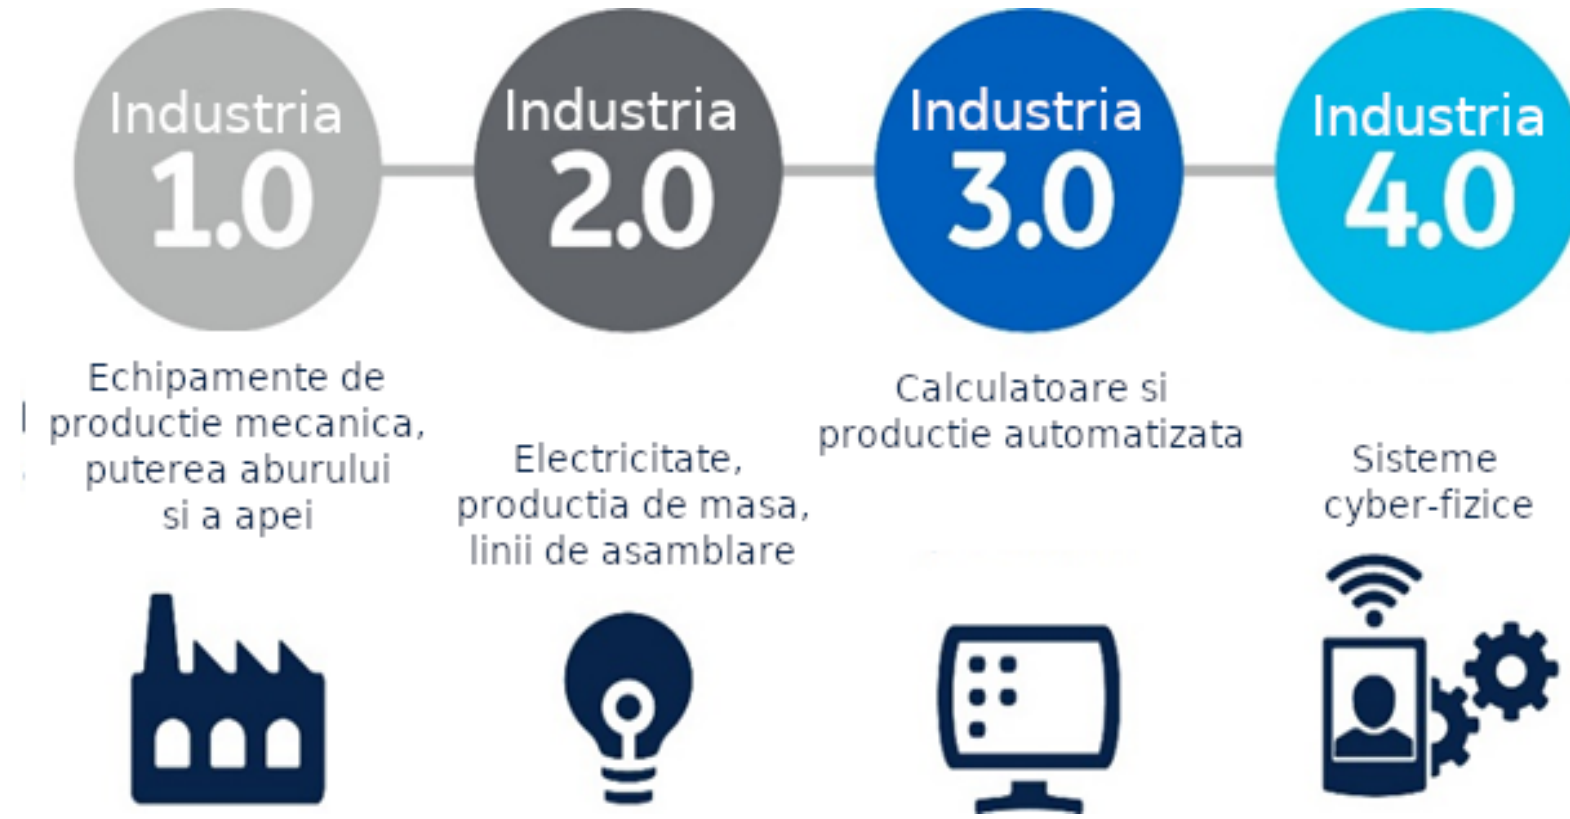 Industria
1.0
Industria
2.0
Industria
3.0
Industria
4.0
Echipamente de
productie mecanica,
puterea aburului
si a apei
Electricitate,
productia de masa,
linii de asamblare
Calculatoare si
productie automatizata
Sisteme
cyber-fizice